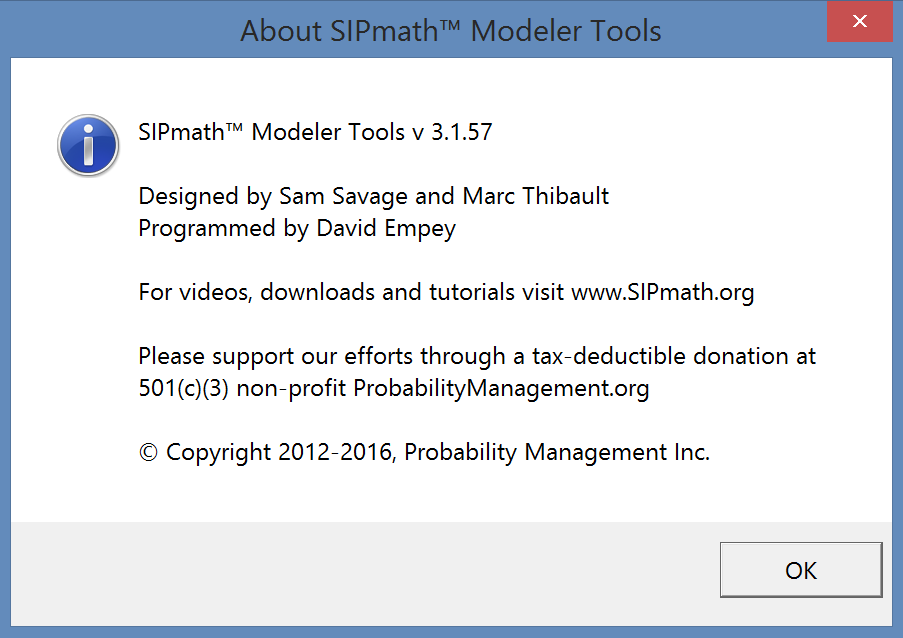 About SIPmath™ Modeler Tools
SIPmath™ Modeler Tools v 3.1.57
Designed by Sam Savage and Marc Thibault
Programmed by David Empey
For videos, downloads and tutorials visit www.SIPmath.org
Please support our efforts through a tax-deductible donation at
501(c)(3) non-profit ProbabilityManagement.org
© Copyright 2012-2016, Probability Management Inc.
OK